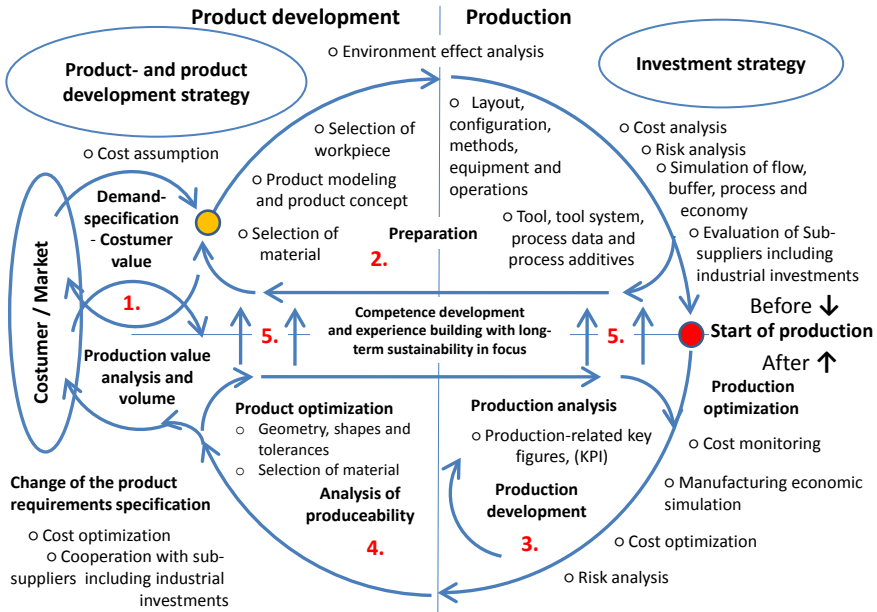 Product development
Production
○ Environment effect analysis
Product- and product
development strategy
Investment strategy
○ Layout,
configuration,
methods,
equipment and
operations
○ Cost analysis
○ Risk analysis
○ Simulation of flow,
buffer, process and
economy
○ Evaluation of Sub-
suppliers including
industrial investments
○ Selection of
workpiece
○ Cost assumption
○ Product modeling
and product concept
Demand-
specification
- Costumer
value
○ Selection of
material
Preparation
2.
○ Tool, tool system,
process data and
process additives
Costumer / Market
1.
5.
Competence development
and experience building with long-
term sustainability in focus
5.
Before ↓
Start of production
After ↑
Production value
analysis and
volume
Production
optimization
Product optimization
○ Geometry, shapes and
tolerances
○ Selection of material
Production analysis
○ Production-related key
figures, (KPI)
○ Cost monitoring
○ Manufacturing economic
simulation
Change of the product
requirements specification
○ Cost optimization
○ Cooperation with sub-
suppliers including industrial
investments
Analysis of
produceability
4.
Production
development
3.
○ Cost optimization
○ Risk analysis